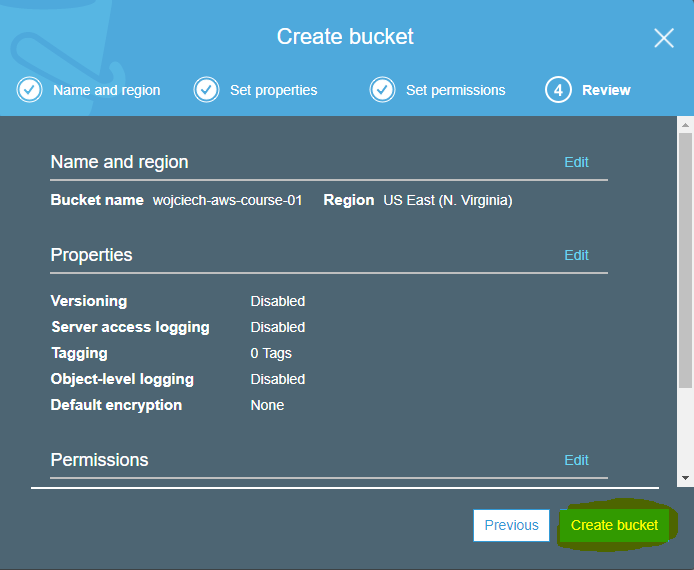 Create bucket
Name and region Set properties Set permissions 4 Review
Name and region Edit
Bucket name wojciech-aws-course-01 Region US East (N. Virginia)
Properties Edit
Versioning Disabled
Server access logging Disabled
Tagging 0 Tags
Object-level logging Disabled
Default encryption None
Permissions Edit
Previous Create bucket